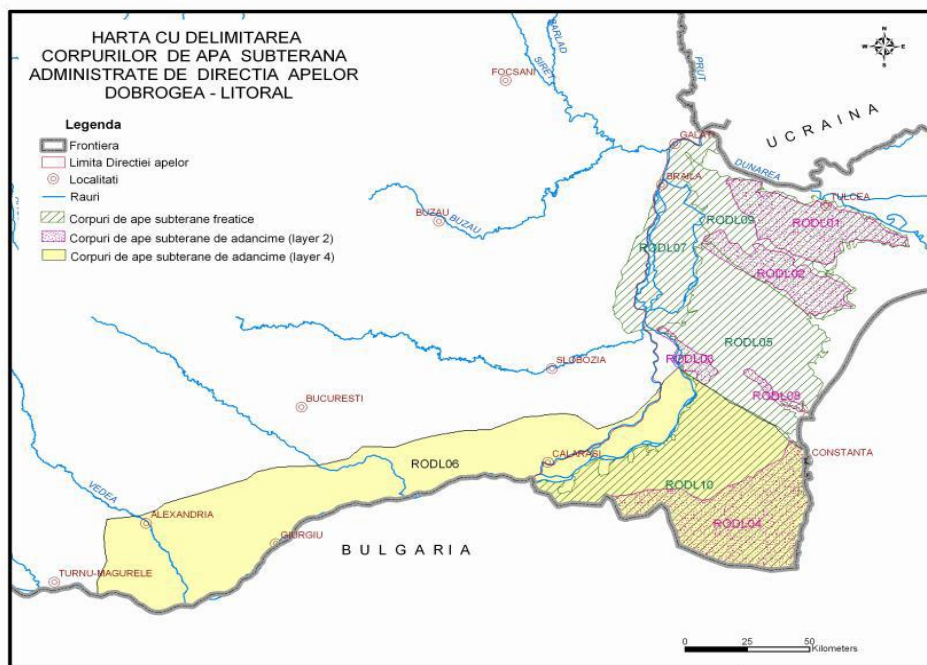 HARTA CU DELIMITAREA
CORPURILOR DE APA SUBTERANA
ADMINISTRATE DE DIRECTIA APELOR
DOBROGEA - LITORAL
Legenda
Frontiera
Limita Directiei apelor
Localitati
Rauri
Corpuri de ape subterane freatice
Corpuri de ape subterane de adancime (layer 2)
Corpuri de ape subterane de adancime (layer 4)
BARLAD
SIRET
FOCSANI
PRUT
N
W
E
S
UCRAINA
GALATI
DUNAREA
BRAILA
TULCEA
BUZAU
BUZAU
RODL09
RODL01
RODL07
RODL02
RODL05
RODL03
SLOBOZIA
RODL08
BUCURESTI
CONSTANTA
RODL06
CALARASI
RODL10
VEDEA
ALEXANDRIA
RODL04
GIURGIU
BULGARIA
TURNU-MAGURELE
0 25 50
Kilometers